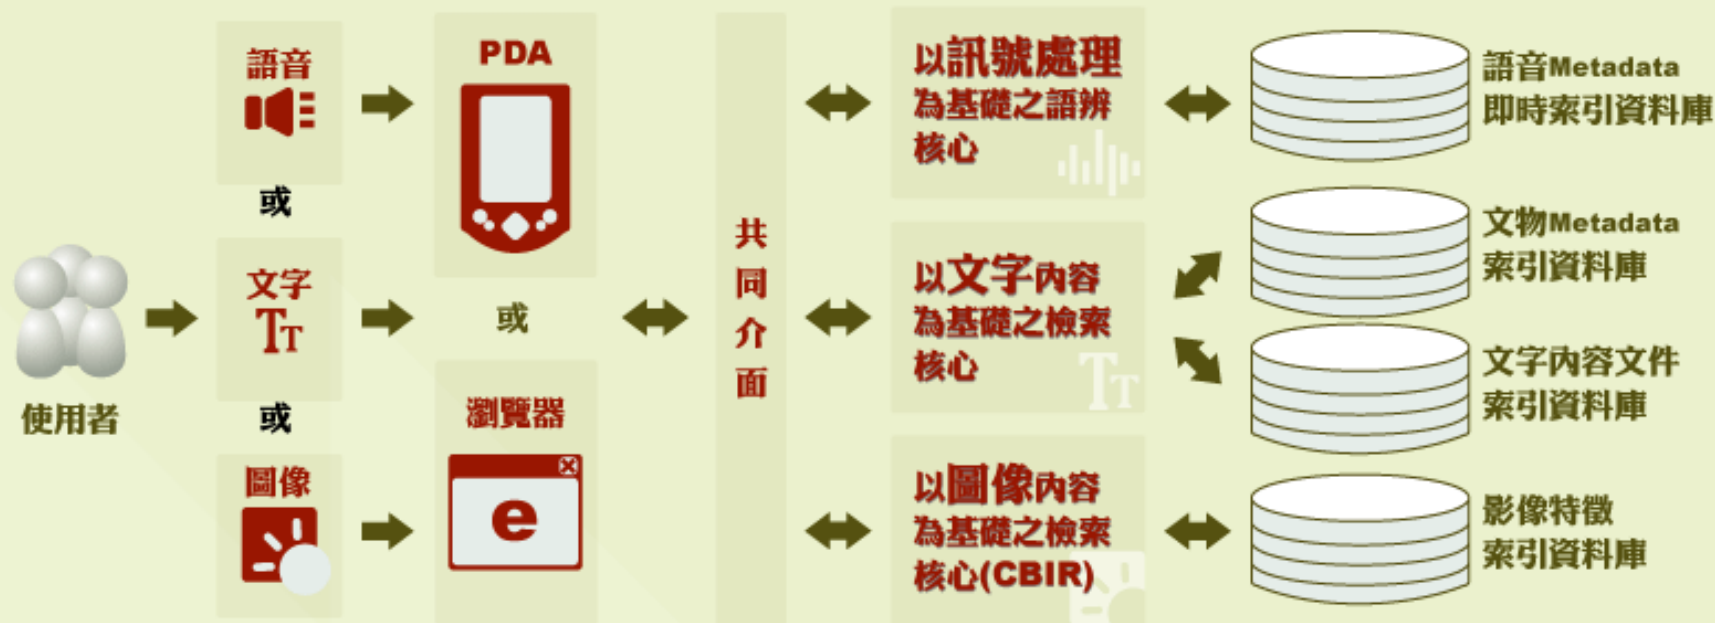 使用者
語音
或
文字
TT
或
圖像
PDA
或
瀏覽器
e
共
同
介
面
以訊號處理
為基礎之語辨
核心
以文字內容
為基礎之檢索
核心
TT
以圖像內容
為基礎之檢索
核心(CBIR)
語音Metadata
即時索引資料庫
文物Metadata
索引資料庫
文字內容文件
索引資料庫
影像特徵
索引資料庫